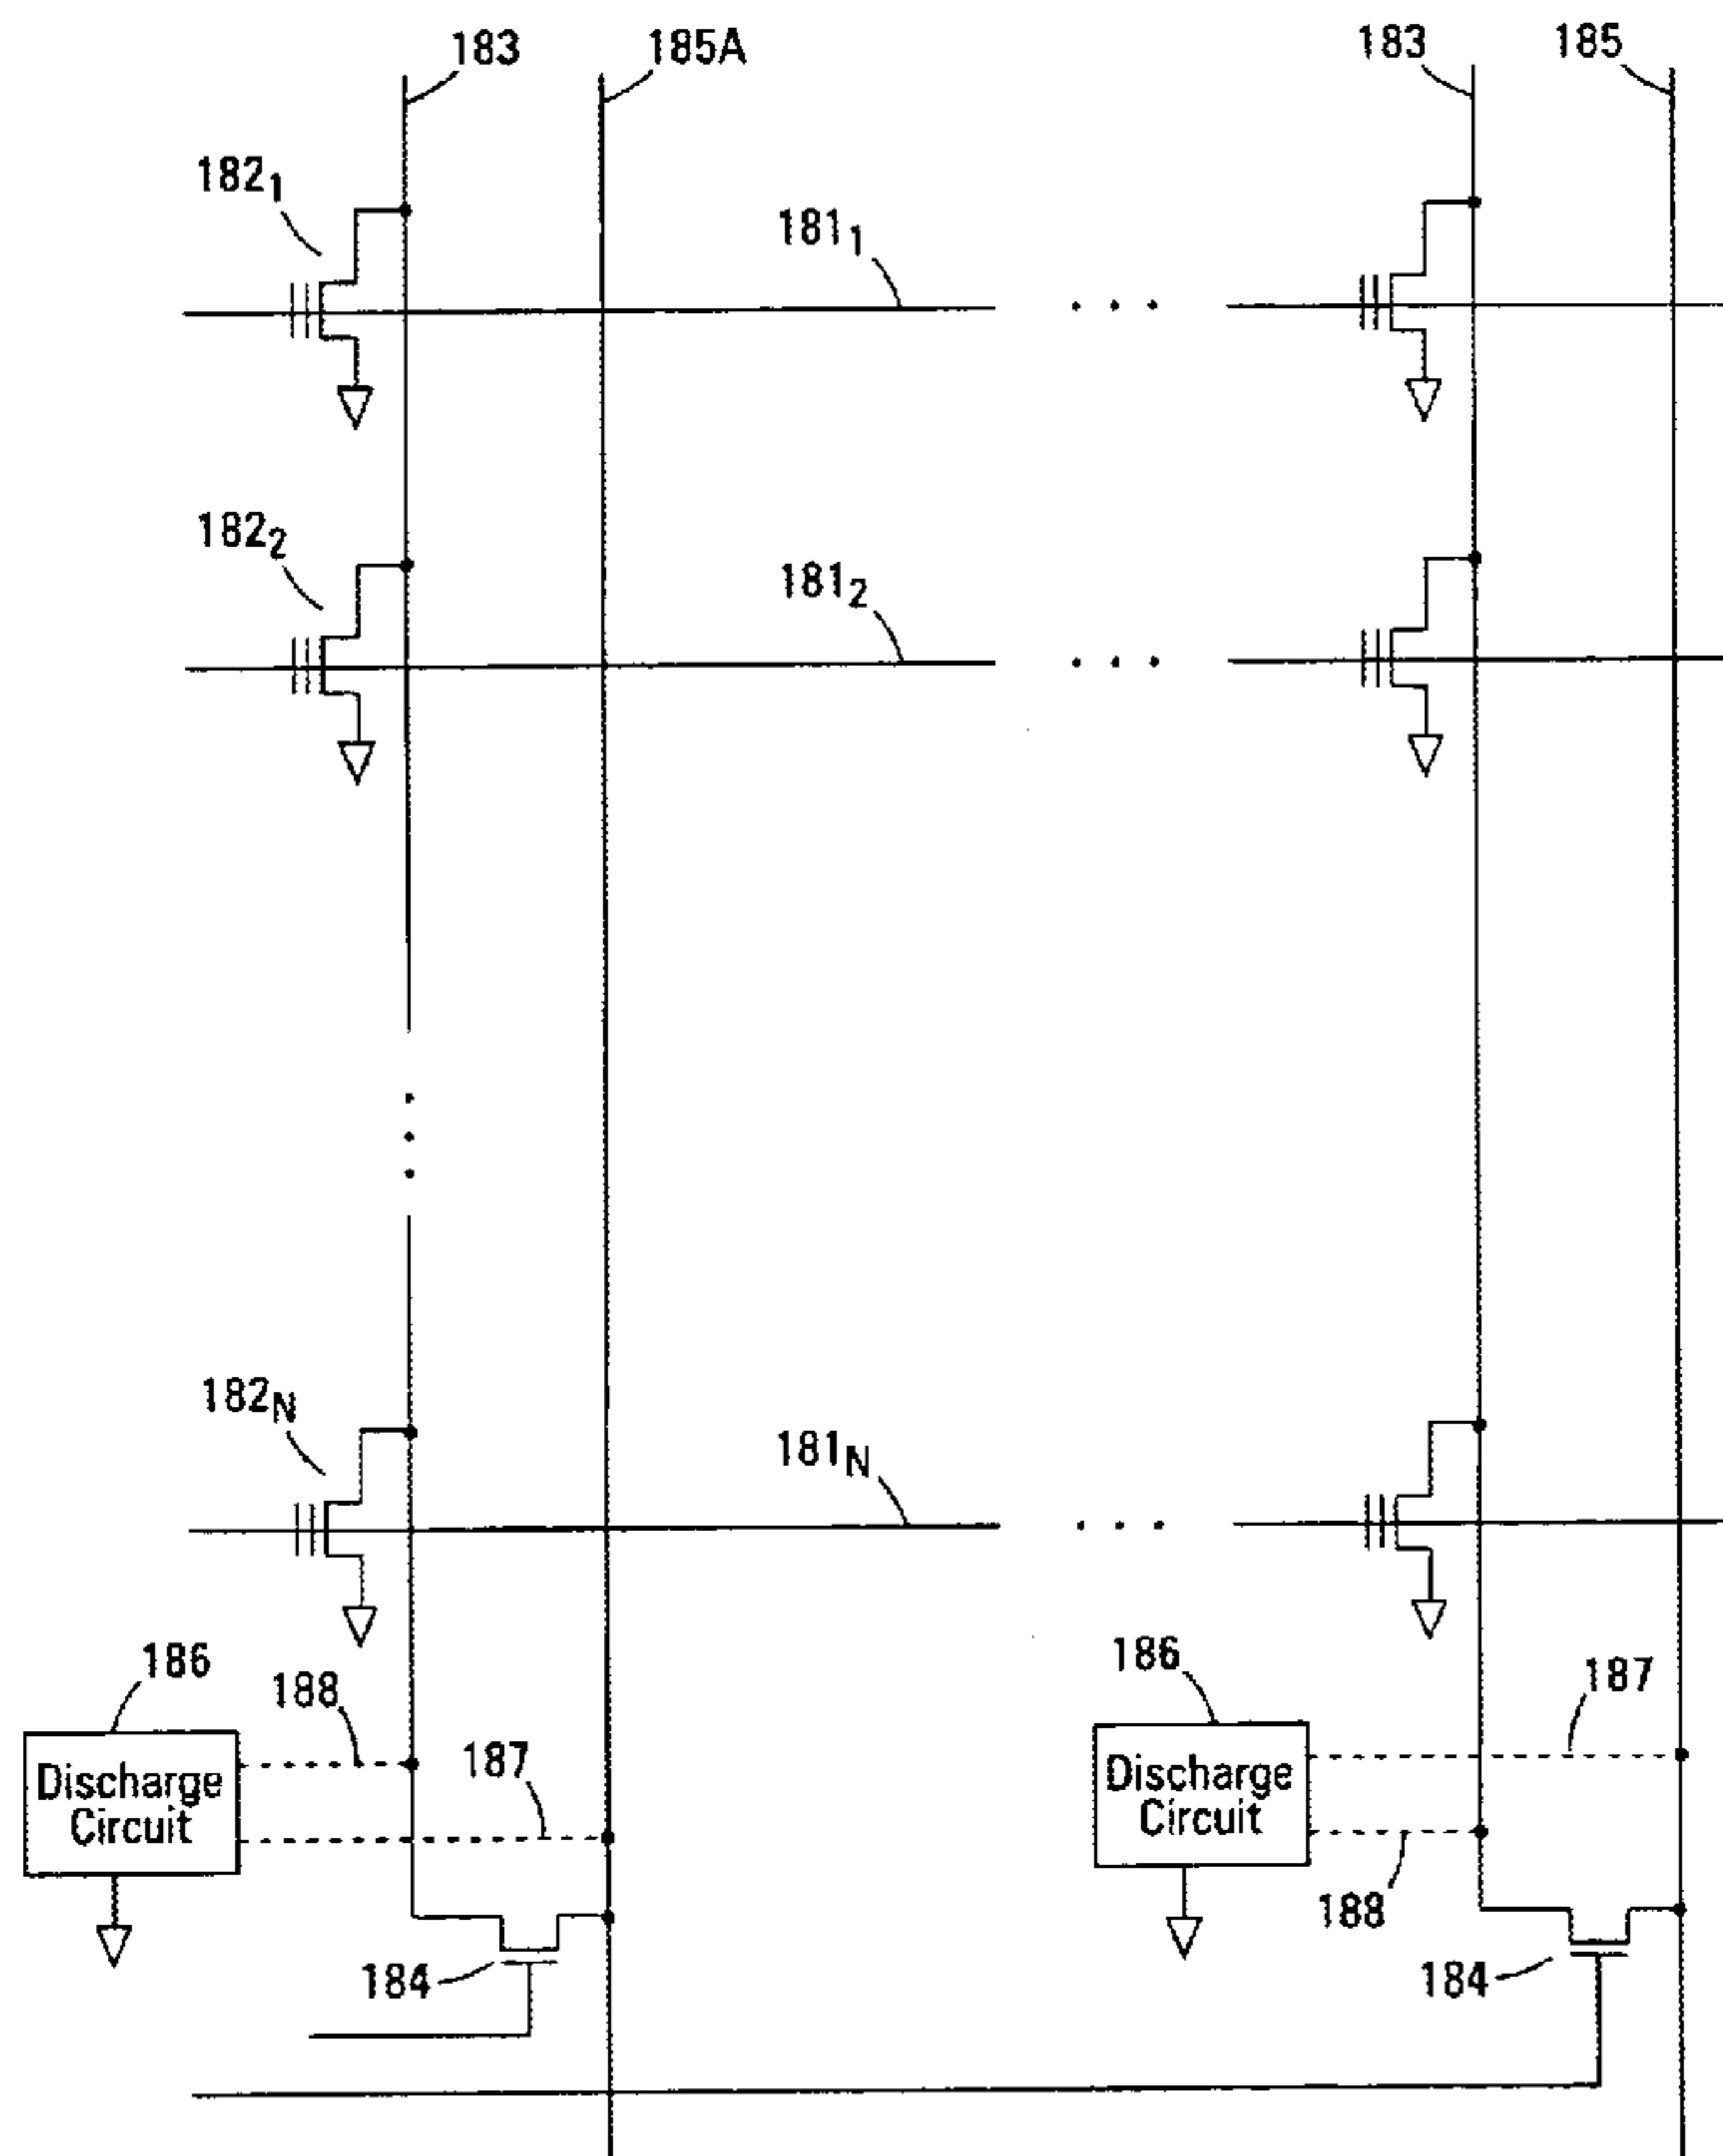 183 185A 183 185
182₁
181₁
182₂
181₂
182N
181N
186 188 187 186 187
Discharge
Circuit
Discharge
Circuit
188
184 184